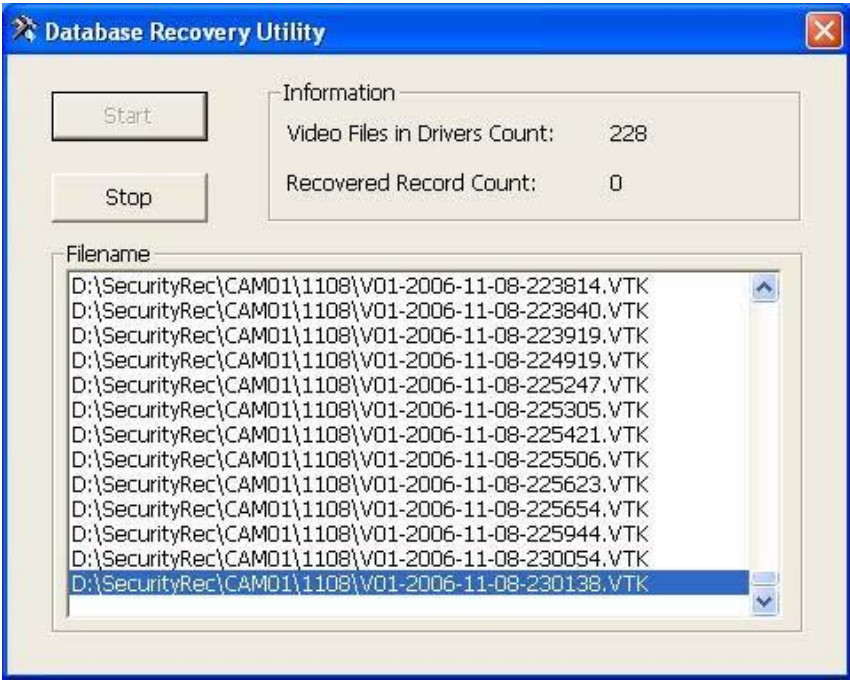 Database Recovery Utility
Start
Stop
Information
Video Files in Drivers Count: 228
Recovered Record Count: 0
Filename
D:\SecurityRec\CAM01\1108\V01-2006-11-08-223814.VTK
D:\SecurityRec\CAM01\1108\V01-2006-11-08-223840.VTK
D:\SecurityRec\CAM01\1108\V01-2006-11-08-223919.VTK
D:\SecurityRec\CAM01\1108\V01-2006-11-08-224919.VTK
D:\SecurityRec\CAM01\1108\V01-2006-11-08-225247.VTK
D:\SecurityRec\CAM01\1108\V01-2006-11-08-225305.VTK
D:\SecurityRec\CAM01\1108\V01-2006-11-08-225421.VTK
D:\SecurityRec\CAM01\1108\V01-2006-11-08-225506.VTK
D:\SecurityRec\CAM01\1108\V01-2006-11-08-225623.VTK
D:\SecurityRec\CAM01\1108\V01-2006-11-08-225654.VTK
D:\SecurityRec\CAM01\1108\V01-2006-11-08-225944.VTK
D:\SecurityRec\CAM01\1108\V01-2006-11-08-230054.VTK
D:\SecurityRec\CAM01\1108\V01-2006-11-08-230138.VTK